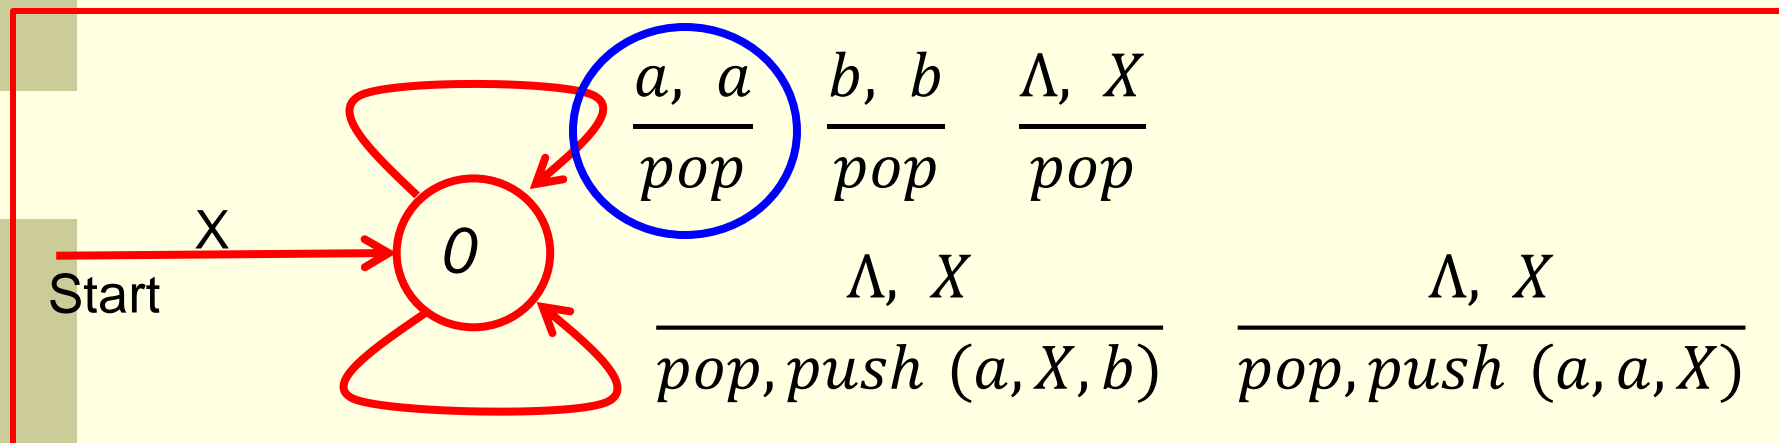 a, a b, b Λ, X
pop pop pop
X
Start
0
Λ, X Λ, X
pop, push (a, X, b) pop, push (a, a, X)